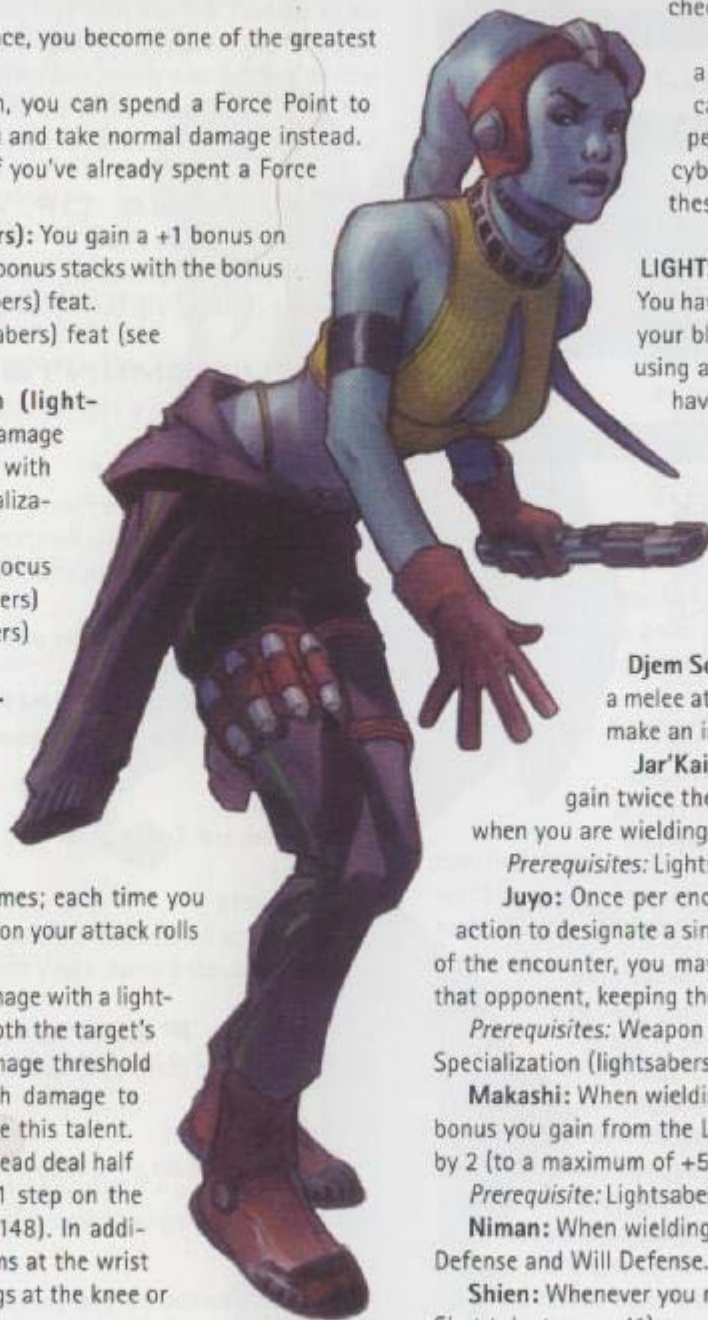 ce, you become one of the greatest
, you can spend a Force Point to
and take normal damage instead.
f you've already spent a Force
rs): You gain a +1 bonus on
bonus stacks with the bonus
bers) feat.
abers) feat (see
n (light-
amage
with
aliza-
ocus
ers)
ers)
-
mes; each time you
on your attack rolls
mage with a light-
oth the target's
mage threshold
h damage to
e this talent.
ead deal half
1 step on the
148). In addi-
ms at the wrist
gs at the knee or
chec
a
ca
pe
cyb
thes
LIGHTS
You hav
your bl
using a
hav
Djem So
a melee at
make an i
Jar'Kai
gain twice the
when you are wielding
Prerequisites: Lights
Juyo: Once per enc
action to designate a sin
of the encounter, you may
that opponent, keeping the
Prerequisites: Weapon
Specialization (lightsabers
Makashi: When wieldin
bonus you gain from the L
by 2 (to a maximum of +5
Prerequisite: Lightsabe
Niman: When wielding
Defense and Will Defense.
Shien: Whenever you r